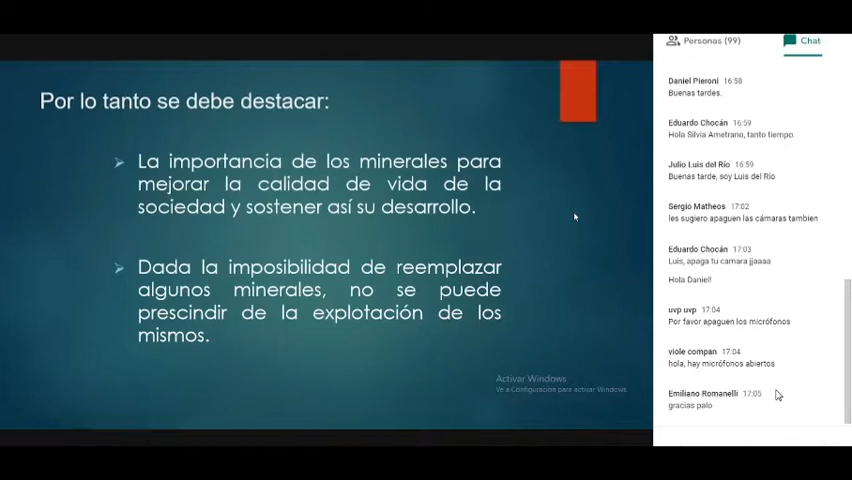 Por lo tanto se debe destacar:
La importancia de los minerales para
mejorar la calidad de vida de la
sociedad y sostener así su desarrollo.
Dada la imposibilidad de reemplazar
algunos minerales, no se puede
prescindir de la explotación de los
mismos.
Activar Windows
Ve a Configuración para activar Windows.
Personas (99)
Chat
Daniel Pieroni 16:58
Buenas tardes.
Eduardo Chocán 16:59
Hola Silvia Ametrano, tanto tiempo.
Julio Luis del Río 16:59
Buenas tarde, soy Luis del Río
Sergio Matheos 17:02
les sugiero apaguen las cámaras tambien
Eduardo Chocán 17:03
Luis, apaga tu camara jjaaaa
Hola Daniel!
uvp uvp 17:04
Por favor apaguen los micrófonos
viole compan 17:04
hola, hay micrófonos abiertos
Emiliano Romanelli 17:05
gracias palo